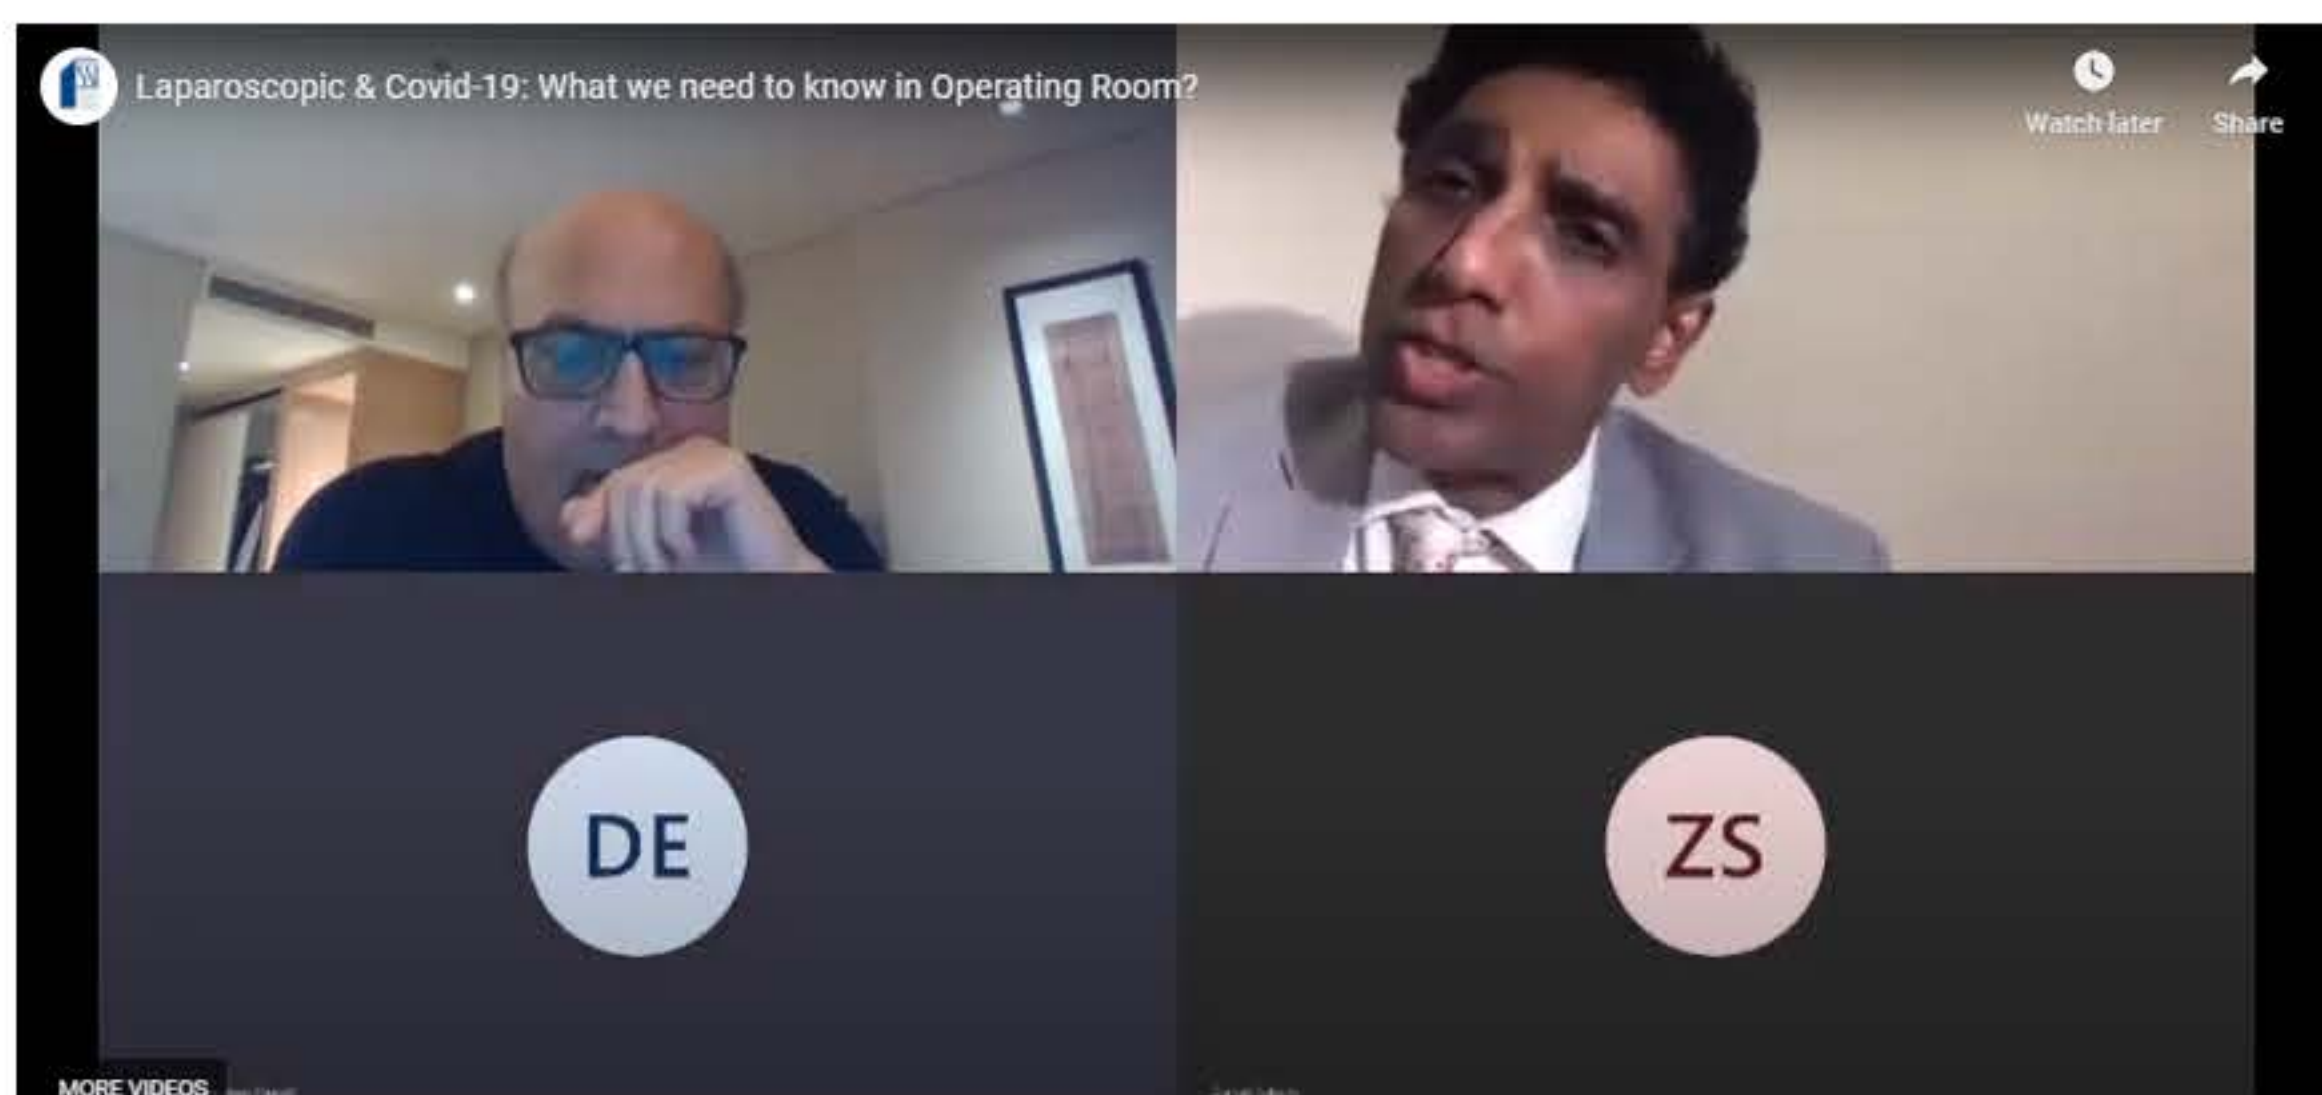 Laparoscopic & Covid-19: What we need to know in Operating Room?
Watch later
Share
DE
ZS
MORE VIDEOS